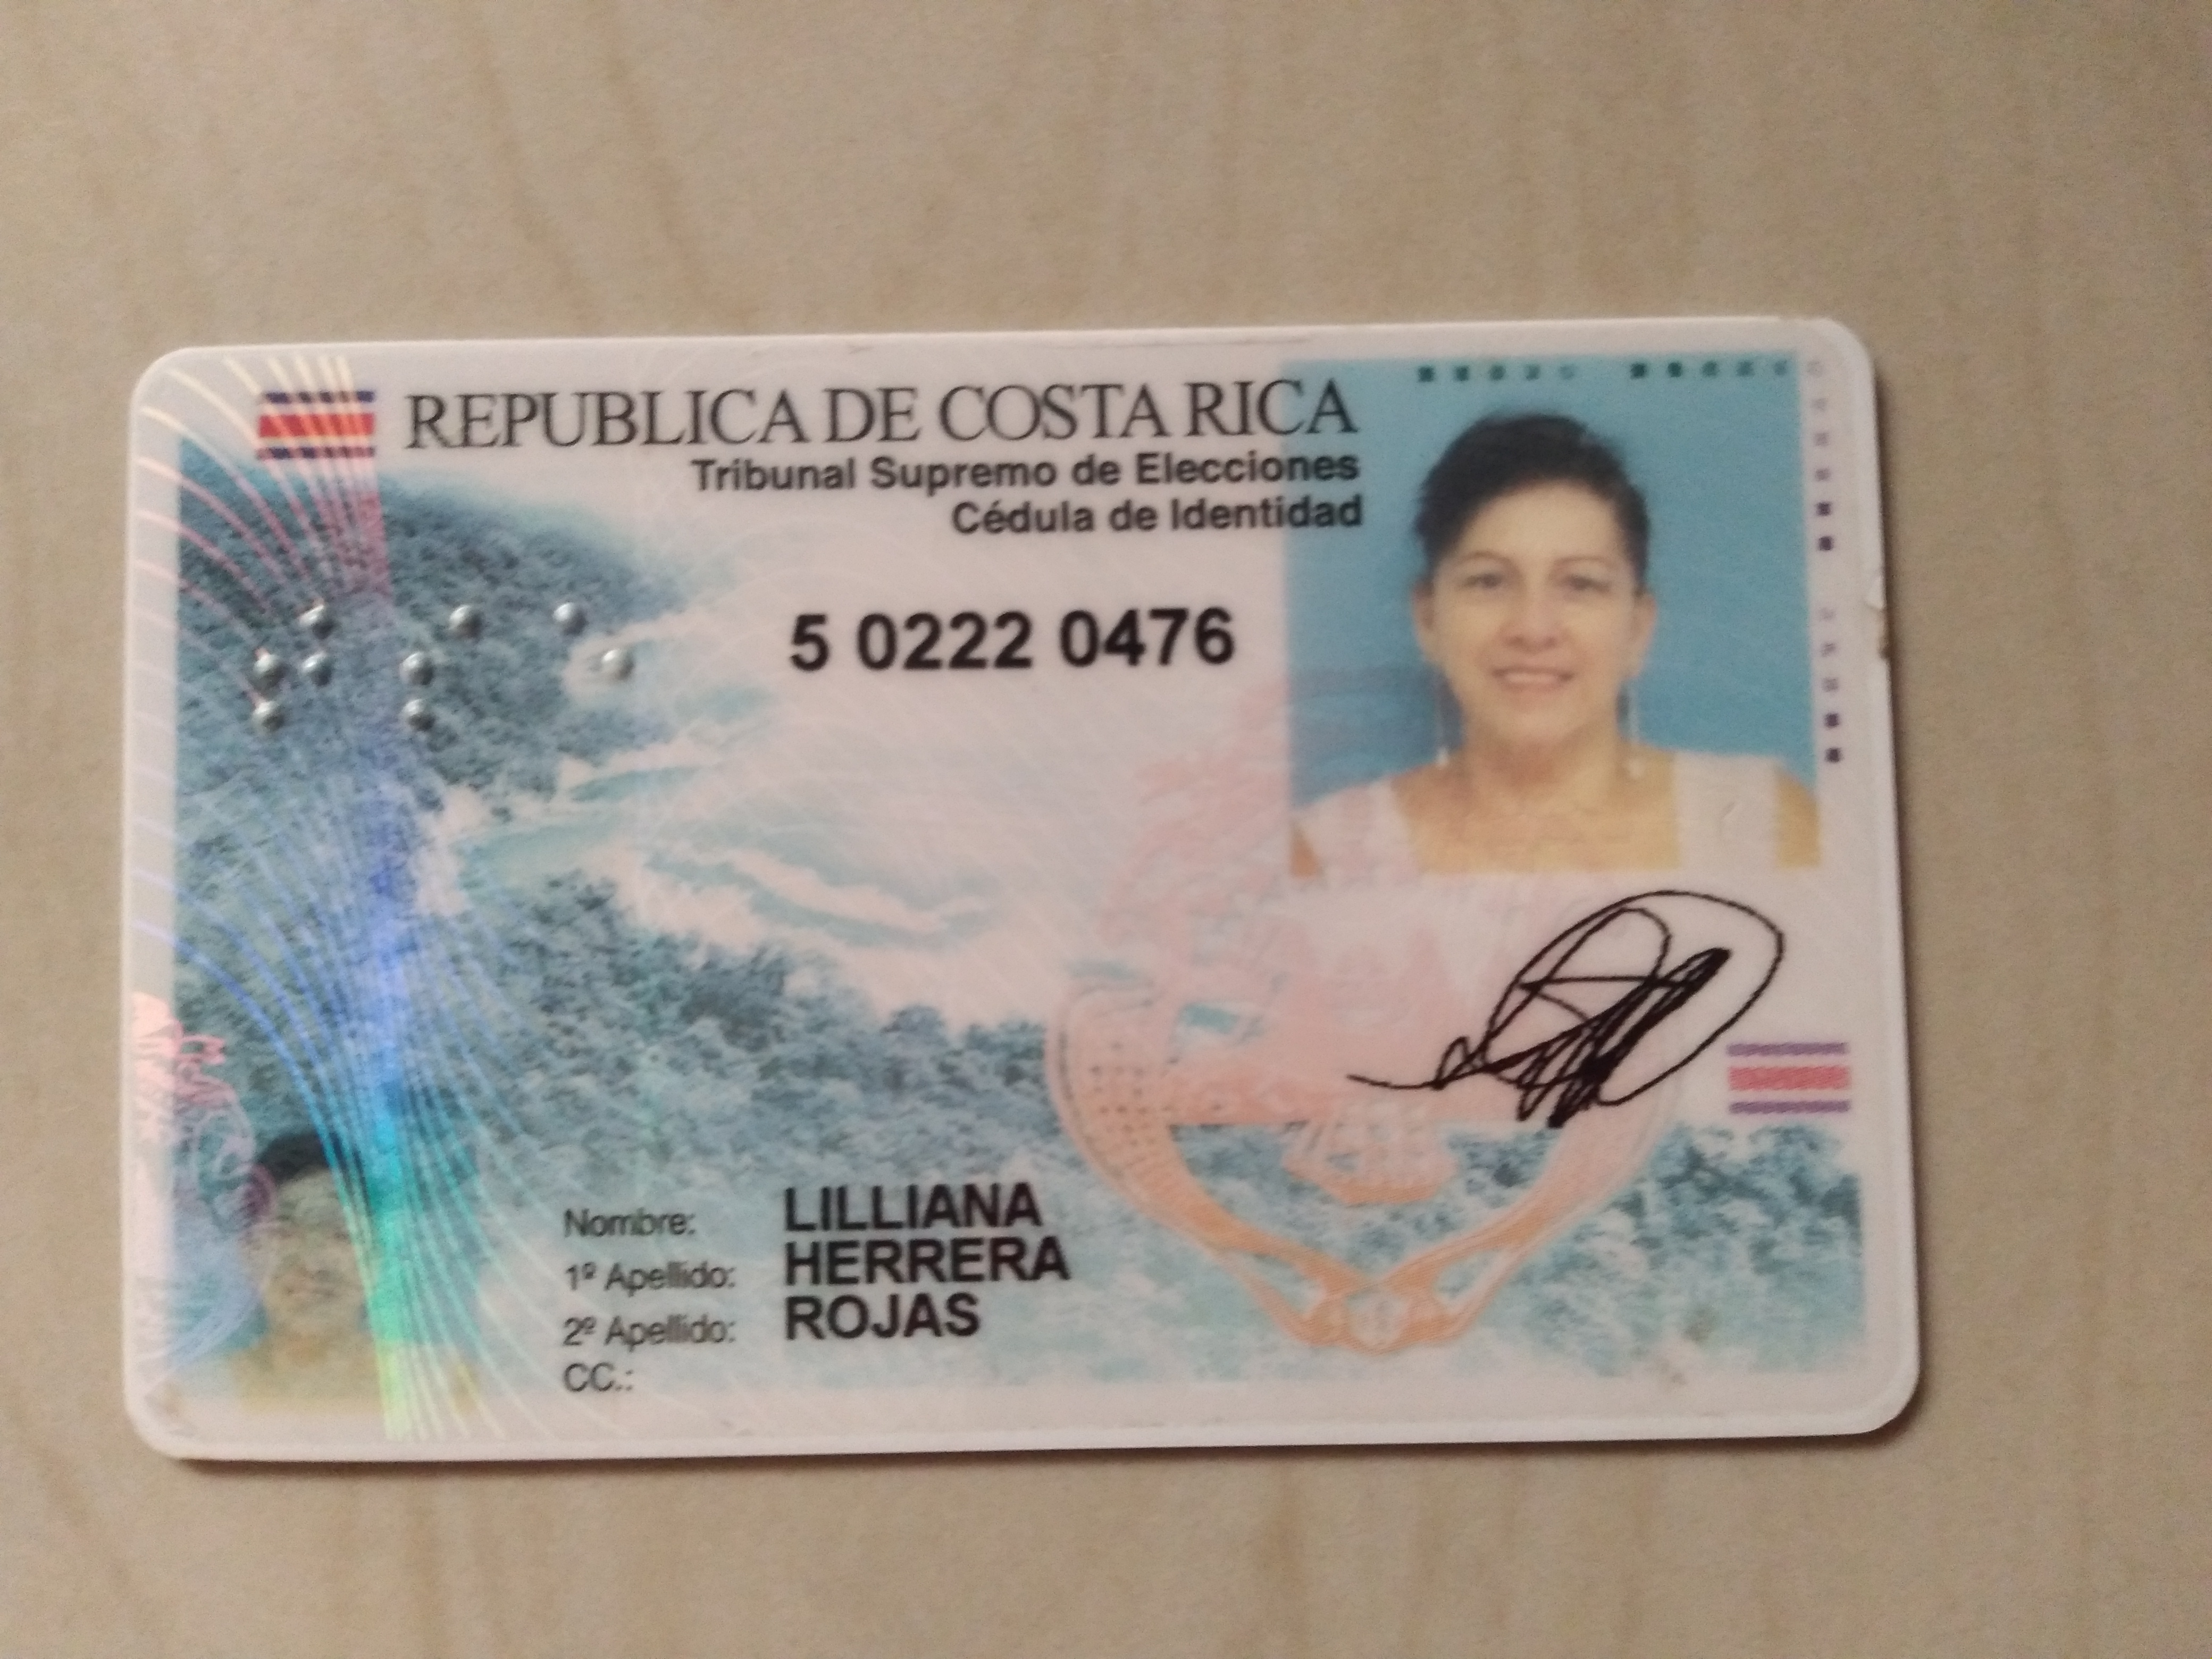 REPUBLICA DE COSTA RICA
Tribunal Supremo de Elecciones
Cédula de Identidad
5 0222 0476
Nombre: LILLIANA
1º Apellido: HERRERA
2º Apellido: ROJAS
CC.: